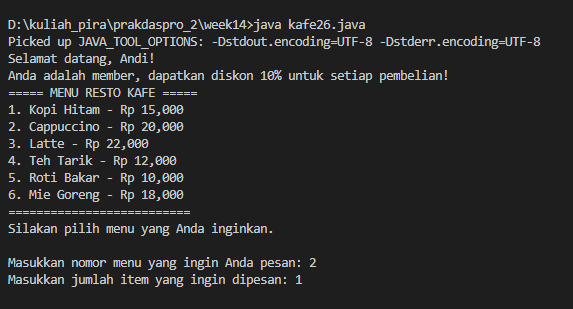 D:\kuliah_pira\prakdaspro_2\week14>java kafe26.java
Picked up JAVA_TOOL_OPTIONS: -Dstdout.encoding=UTF-8 -Dstderr.encoding=UTF-8
Selamat datang, Andi!
Anda adalah member, dapatkan diskon 10% untuk setiap pembelian!
===== MENU RESTO KAFE =====
1. Kopi Hitam - Rp 15,000
2. Cappuccino - Rp 20,000
3. Latte - Rp 22,000
4. Teh Tarik - Rp 12,000
5. Roti Bakar - Rp 10,000
6. Mie Goreng - Rp 18,000
==========================
Silakan pilih menu yang Anda inginkan.
Masukkan nomor menu yang ingin Anda pesan: 2
Masukkan jumlah item yang ingin dipesan: 1